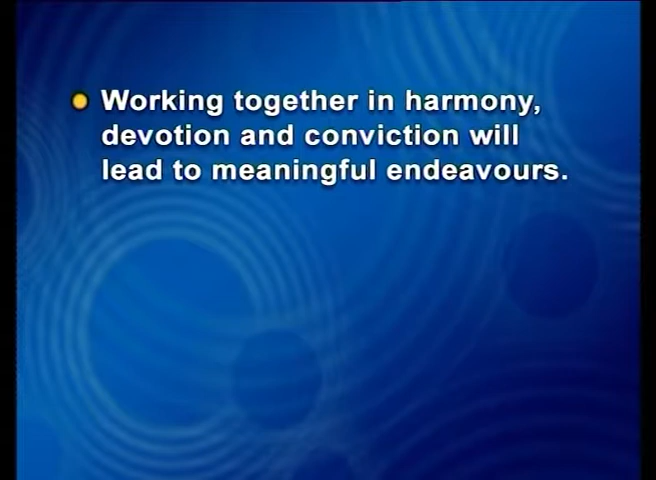 Working together in harmony,
devotion and conviction will
lead to meaningful endeavours.